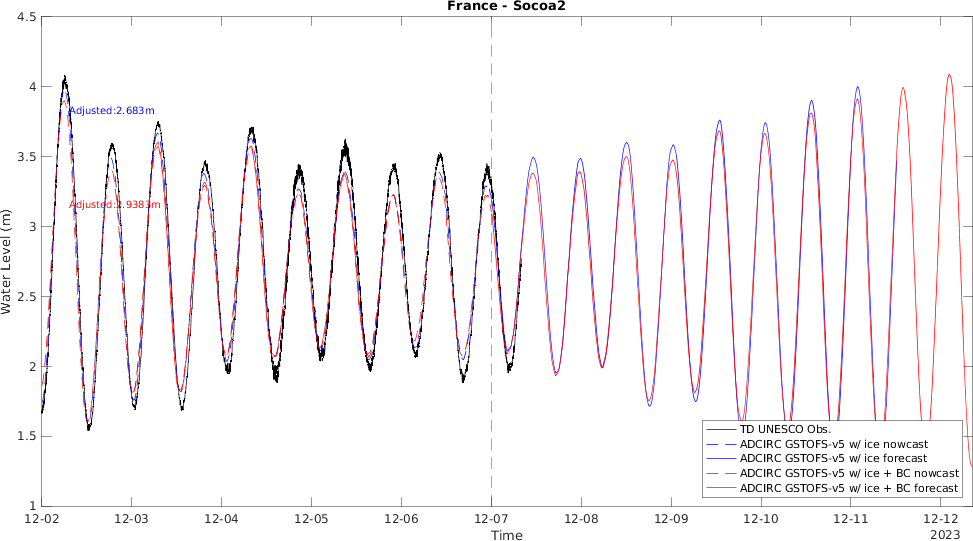 France - Socoa2
4.5
4
3.5
3
2.5
2
1.5
1
Water Level (m)
Adjusted:2.683m
Adjusted:2.9383m
TD UNESCO Obs.
ADCIRC GSTOFS-v5 w/ ice nowcast
ADCIRC GSTOFS-v5 w/ ice forecast
ADCIRC GSTOFS-v5 w/ ice + BC nowcast
ADCIRC GSTOFS-v5 w/ ice + BC forecast
12-02 12-03 12-04 12-05 12-06 12-07 12-08 12-09 12-10 12-11 12-12
Time
2023